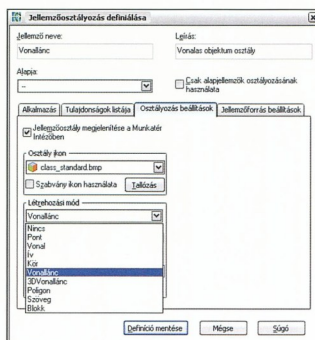 Jellemzőosztályozás definiálása
Jellemző neve:
Leírás:
Vonallánc
Vonalas objektum osztály
Alapja:
--
Csak alapjellemzők osztályozásának használata
Alkalmazás
Tulajdonságok listája
Osztályozás beállítások
Jellemzőforrás beállítások
Jellemzőosztály megjelenítése a Munkatér Intézőben
Osztály ikon
class_standard.bmp
Szabvány ikon használata
Tallózás
Létrehozási mód
Vonallánc
Nincs
Pont
Vonal
Ív
Kör
Vonallánc
3DVonallánc
Poligon
Szöveg
Blokk
Definíció mentése
Mégse
Súgó